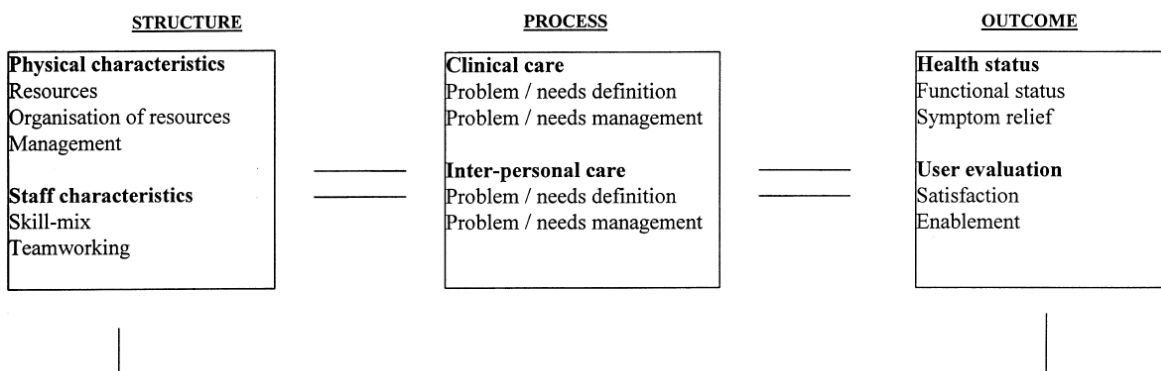 STRUCTURE
PROCESS
OUTCOME
Physical characteristics
Resources
Organisation of resources
Management
Staff characteristics
Skill-mix
Teamworking
Clinical care
Problem / needs definition
Problem / needs management
Inter-personal care
Problem / needs definition
Problem / needs management
Health status
Functional status
Symptom relief
User evaluation
Satisfaction
Enablement